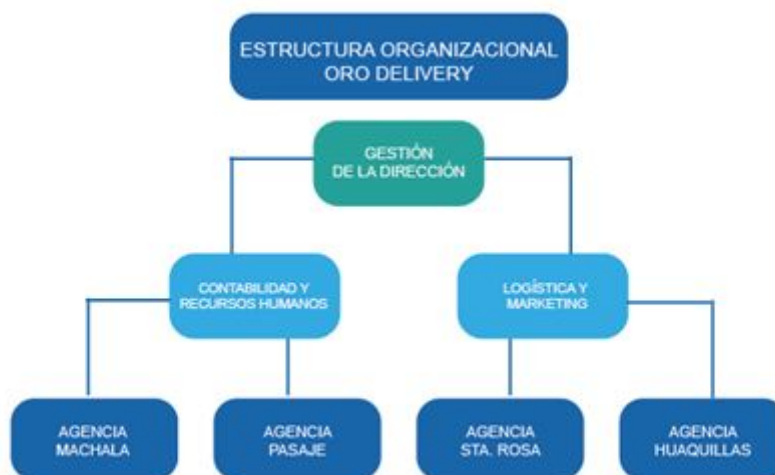 ESTRUCTURA ORGANIZACIONAL
ORO DELIVERY
GESTIÓN
DE LA DIRECCIÓN
CONTABILIDAD Y
RECURSOS HUMANOS
LOGÍSTICA Y
MARKETING
AGENCIA
MACHALA
AGENCIA
PASAJE
AGENCIA
STA. ROSA
AGENCIA
HUAQUILLAS